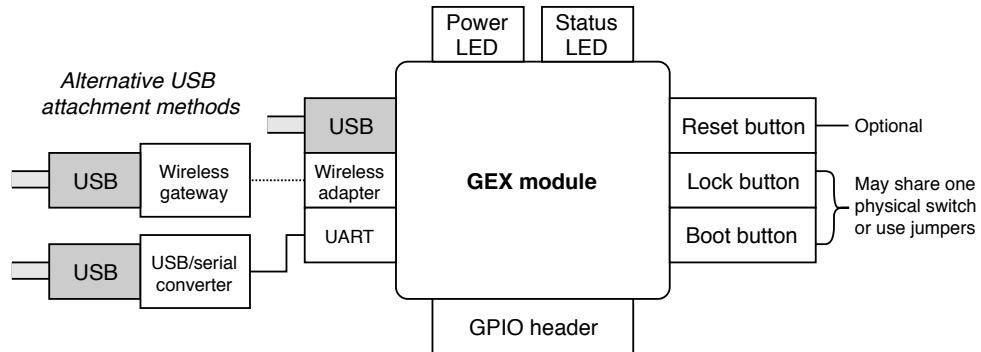 Power
LED
Status
LED
Alternative USB
attachment methods
USB
Reset button
Optional
USB
Wireless
gateway
Wireless
adapter
GEX module
Lock button
May share one
physical switch
or use jumpers
UART
Boot button
USB
USB/serial
converter
GPIO header